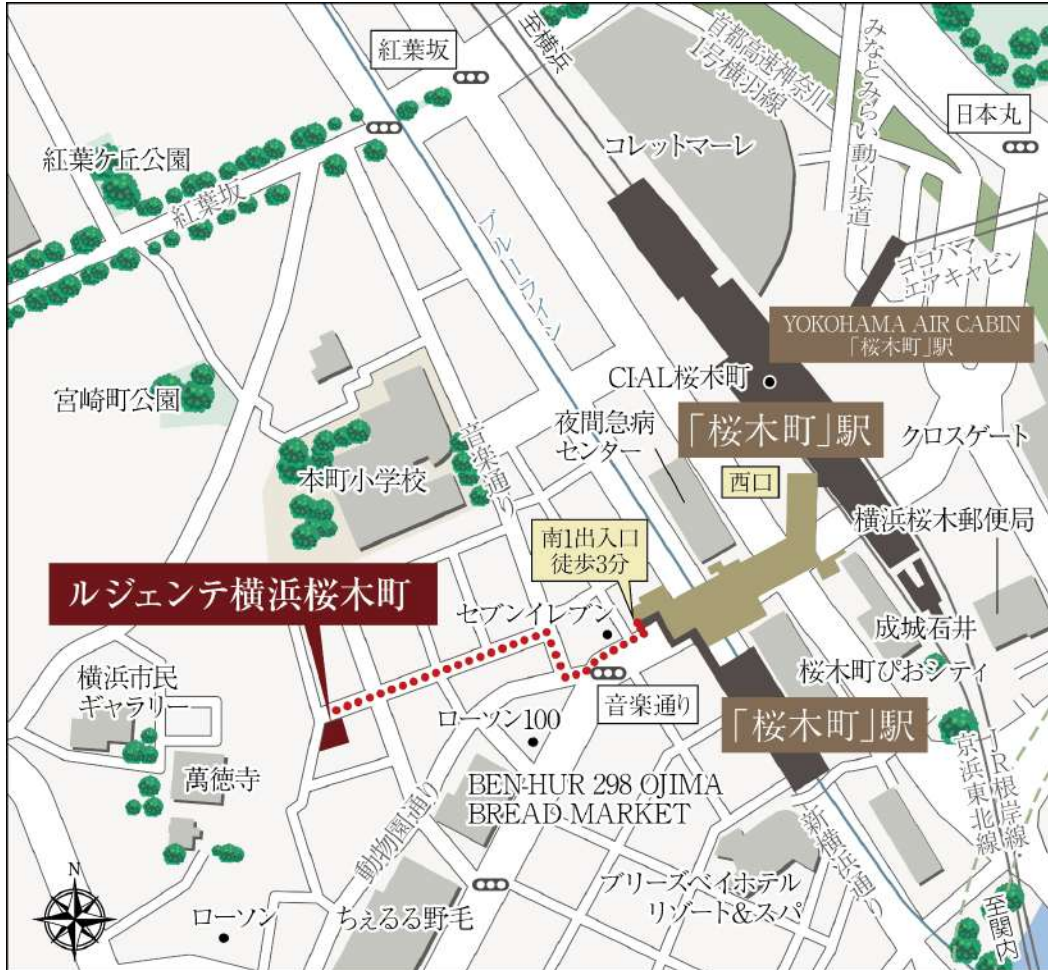 紅葉坂
至横浜
首都高速神奈川
1号横羽線
みなとみらい動く歩道
日本丸
コレットマーレ
紅葉ケ丘公園
紅葉坂
ブルーライン
ヨコハマ
エアキャビン
YOKOHAMA AIR CABIN
「桜木町」駅
CIAL桜木町
宮崎町公園
夜間急病
センター
「桜木町」駅
クロスゲート
音楽通り
本町小学校
西口
横浜桜木郵便局
南1出入口
徒歩3分
ルジェンテ横浜桜木町
セブンイレブン
成城石井
桜木町ぴおシティ
横浜市民
ギャラリー
音楽通り
ローソン100
「桜木町」駅
JR根岸線
京浜東北線
萬徳寺
BEN-HUR 298 OJIMA
BREAD MARKET
動物園通り
新横浜通り
N
ローソン
ちぇるる野毛
ブリーズベイホテル
リゾート&スパ
至関内